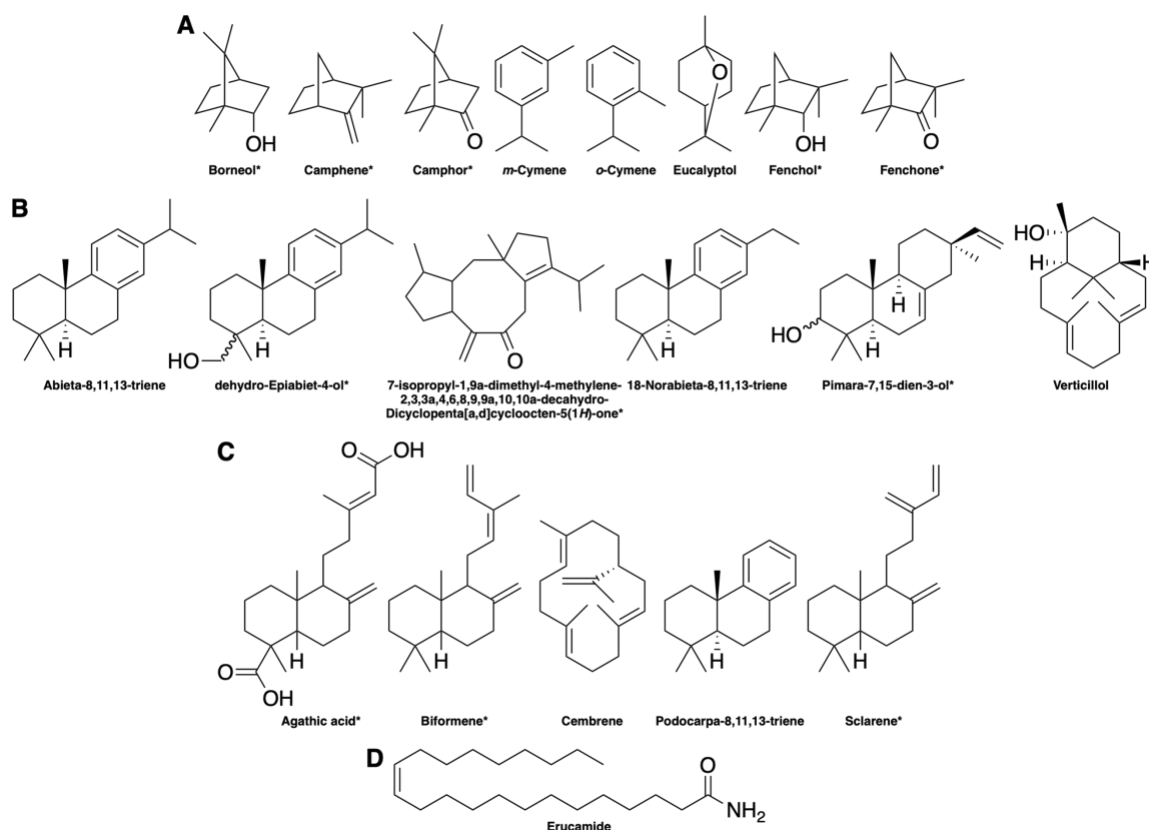 A
OH
O
O
OH
O
Borneol* Camphene* Camphor* m-Cymene o-Cymene Eucalyptol Fenchol* Fenchone*
B
HO
H H
H
HO
H
H
H
HO
H
O
H
Abieta-8,11,13-triene dehydro-Epiabiet-4-ol* 7-isopropyl-1,9a-dimethyl-4-methylene- 18-Norabieta-8,11,13-triene Pimara-7,15-dien-3-ol* Verticillol
2,3,3a,4,6,8,9,9a,10,10a-decahydro-
Dicyclopenta[a,d]cycloocten-5(1H)-one*
C
O OH
H
O
OH
H
H
H
Agathic acid* Biformene* Cembrene Podocarpa-8,11,13-triene Sclarene*
D
O
NH2
Erucamide